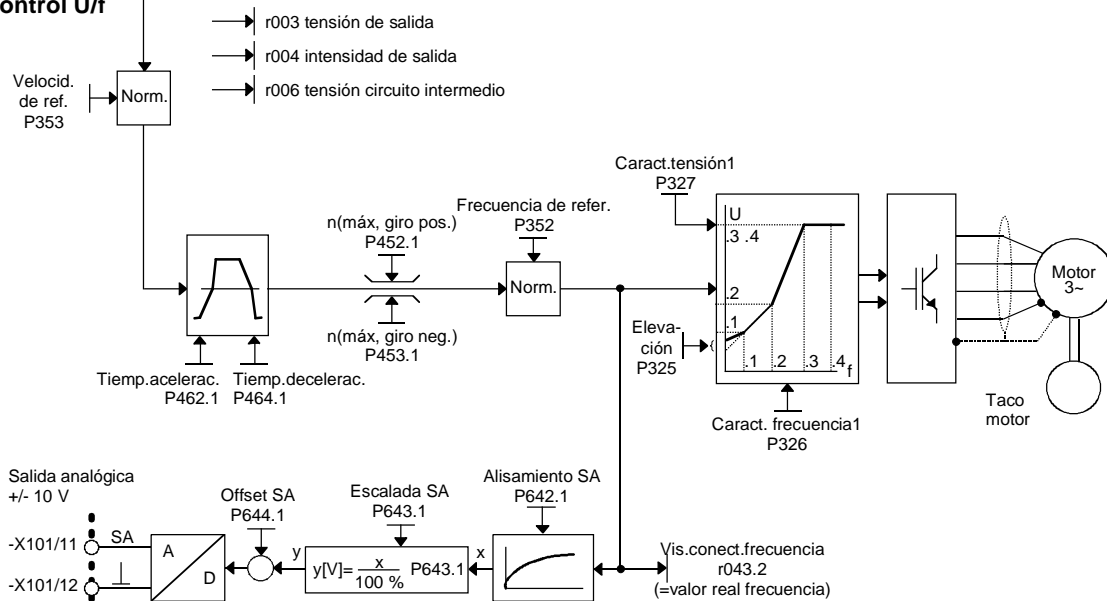 ontrol U/f
r003 tensión de salida
r004 intensidad de salida
r006 tensión circuito intermedio
Velocid.
de ref.
P353
Norm.
Caract.tensión1
P327
n(máx, giro pos.)
P452.1
Frecuencia de refer.
P352
Norm.
n(máx, giro neg.)
P453.1
Tiemp.acelerac.
P462.1
Tiemp.decelerac.
P464.1
U
.3 .4
.2
.1
.1 .2 .3 .4 f
Eleva-
ción
P325
Caract. frecuencia1
P326
Motor
3~
Taco
motor
Salida analógica
+/- 10 V
-X101/11
SA
-X101/12
A
D
Offset SA
P644.1
y
Escalada SA
P643.1
y[V]= x / 100 % P643.1
x
Alisamiento SA
P642.1
Vis.conect.frecuencia
r043.2
(=valor real frecuencia)